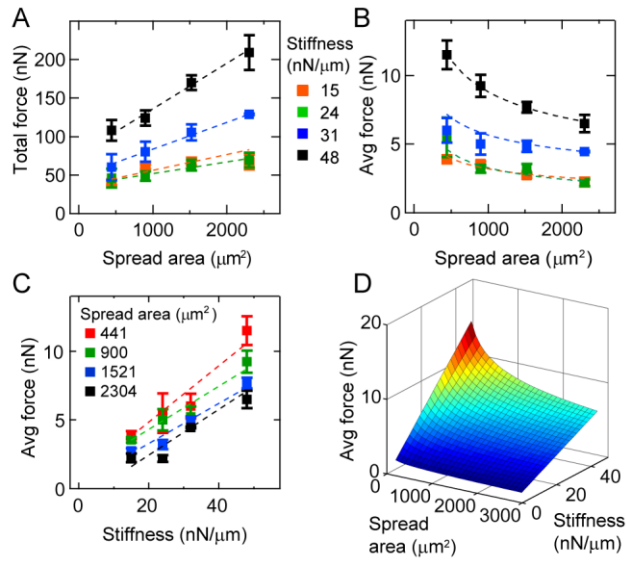 A
Total force (nN)
200
150
100
50
0
1000
2000
Spread area (μm²)
Stiffness
(nN/μm)
15
24
31
48
B
Avg force (nN)
10
5
0
1000
2000
Spread area (μm²)
C
Avg force (nN)
10
5
0
20
40
Stiffness (nN/μm)
Spread area (μm²)
441
900
1521
2304
D
Avg force (nN)
20
15
10
5
0
0
1000
2000
3000
Spread
area (μm²)
0
20
40
Stiffness
(nN/μm)